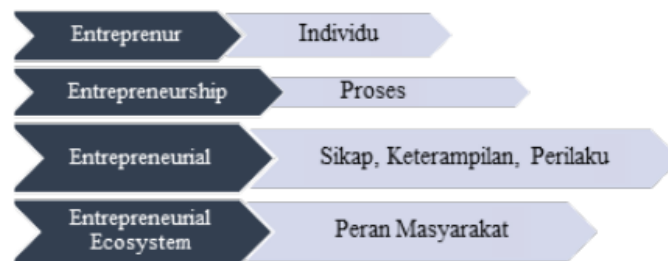 Entreprenur Individu
Entrepreneurship Proses
Entrepreneurial Sikap, Keterampilan, Perilaku
Entrepreneurial
Ecosystem
Peran Masyarakat